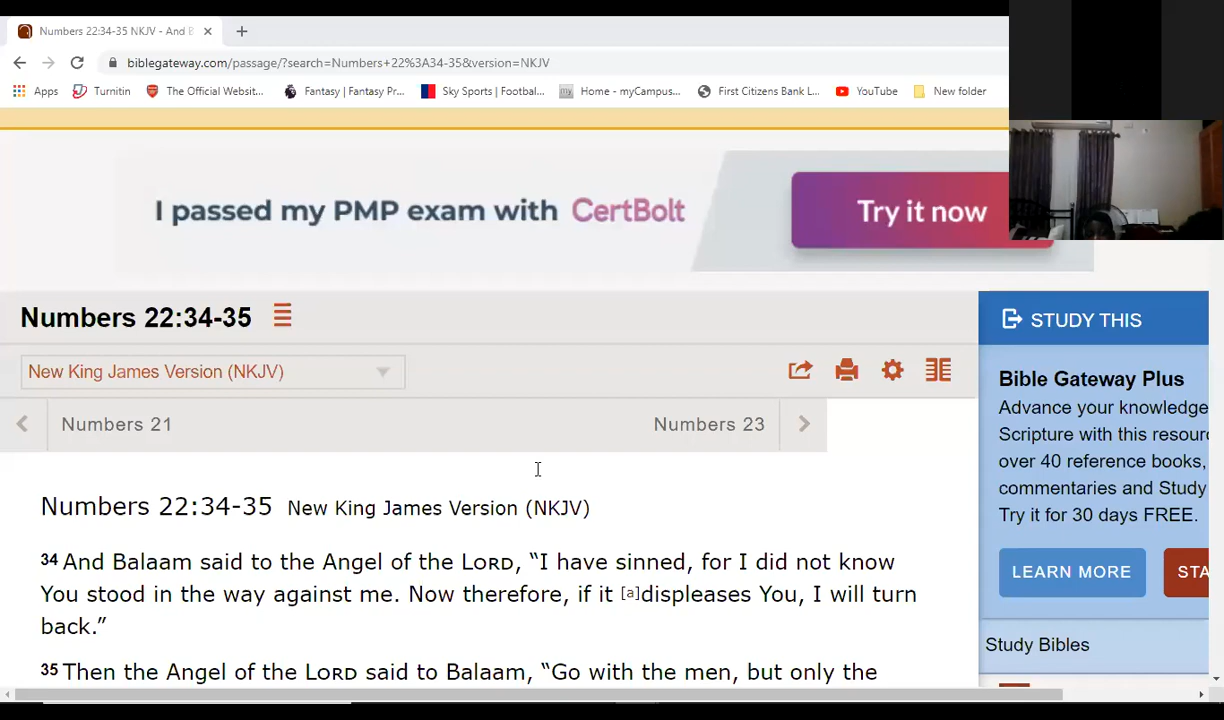 Numbers 22:34-35 NKJV - And B
biblegateway.com/passage/?search=Numbers+22%3A34-35&version=NKJV
Apps Turnitin The Official Websit... Fantasy | Fantasy Pr... Sky Sports | Footbal... Home - myCampus... First Citizens Bank L... YouTube New folder
I passed my PMP exam with CertBolt Try it now
Numbers 22:34-35
New King James Version (NKJV)
Numbers 21 Numbers 23
Numbers 22:34-35 New King James Version (NKJV)
34 And Balaam said to the Angel of the LORD, “I have sinned, for I did not know
You stood in the way against me. Now therefore, if it [a]displeases You, I will turn
back.”
35 Then the Angel of the LORD said to Balaam, “Go with the men, but only the
STUDY THIS
Bible Gateway Plus
Advance your knowledge
Scripture with this resour
over 40 reference books,
commentaries and Study
Try it for 30 days FREE.
LEARN MORE STA
Study Bibles